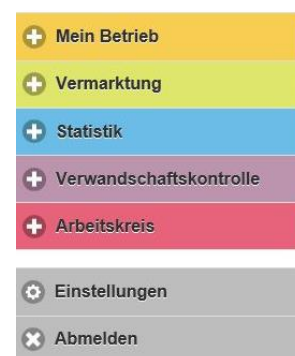 Mein Betrieb
Vermarktung
Statistik
Verwandschaftskontrolle
Arbeitskreis
Einstellungen
Abmelden